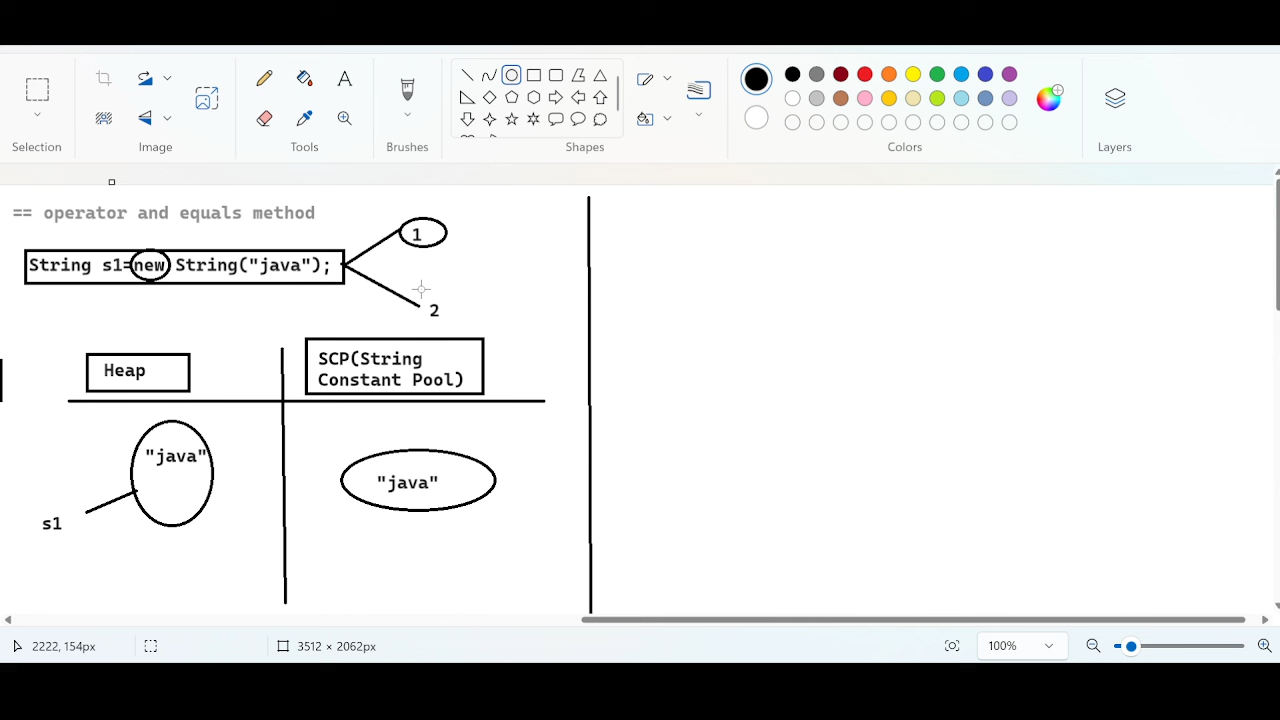 Selection
Image
Tools
Brushes
Shapes
Colors
Layers
== operator and equals method
1
String s1=new String("java");
2
Heap
SCP(String
Constant Pool)
"java"
"java"
s1
2222, 154px
3512 × 2062px
100%